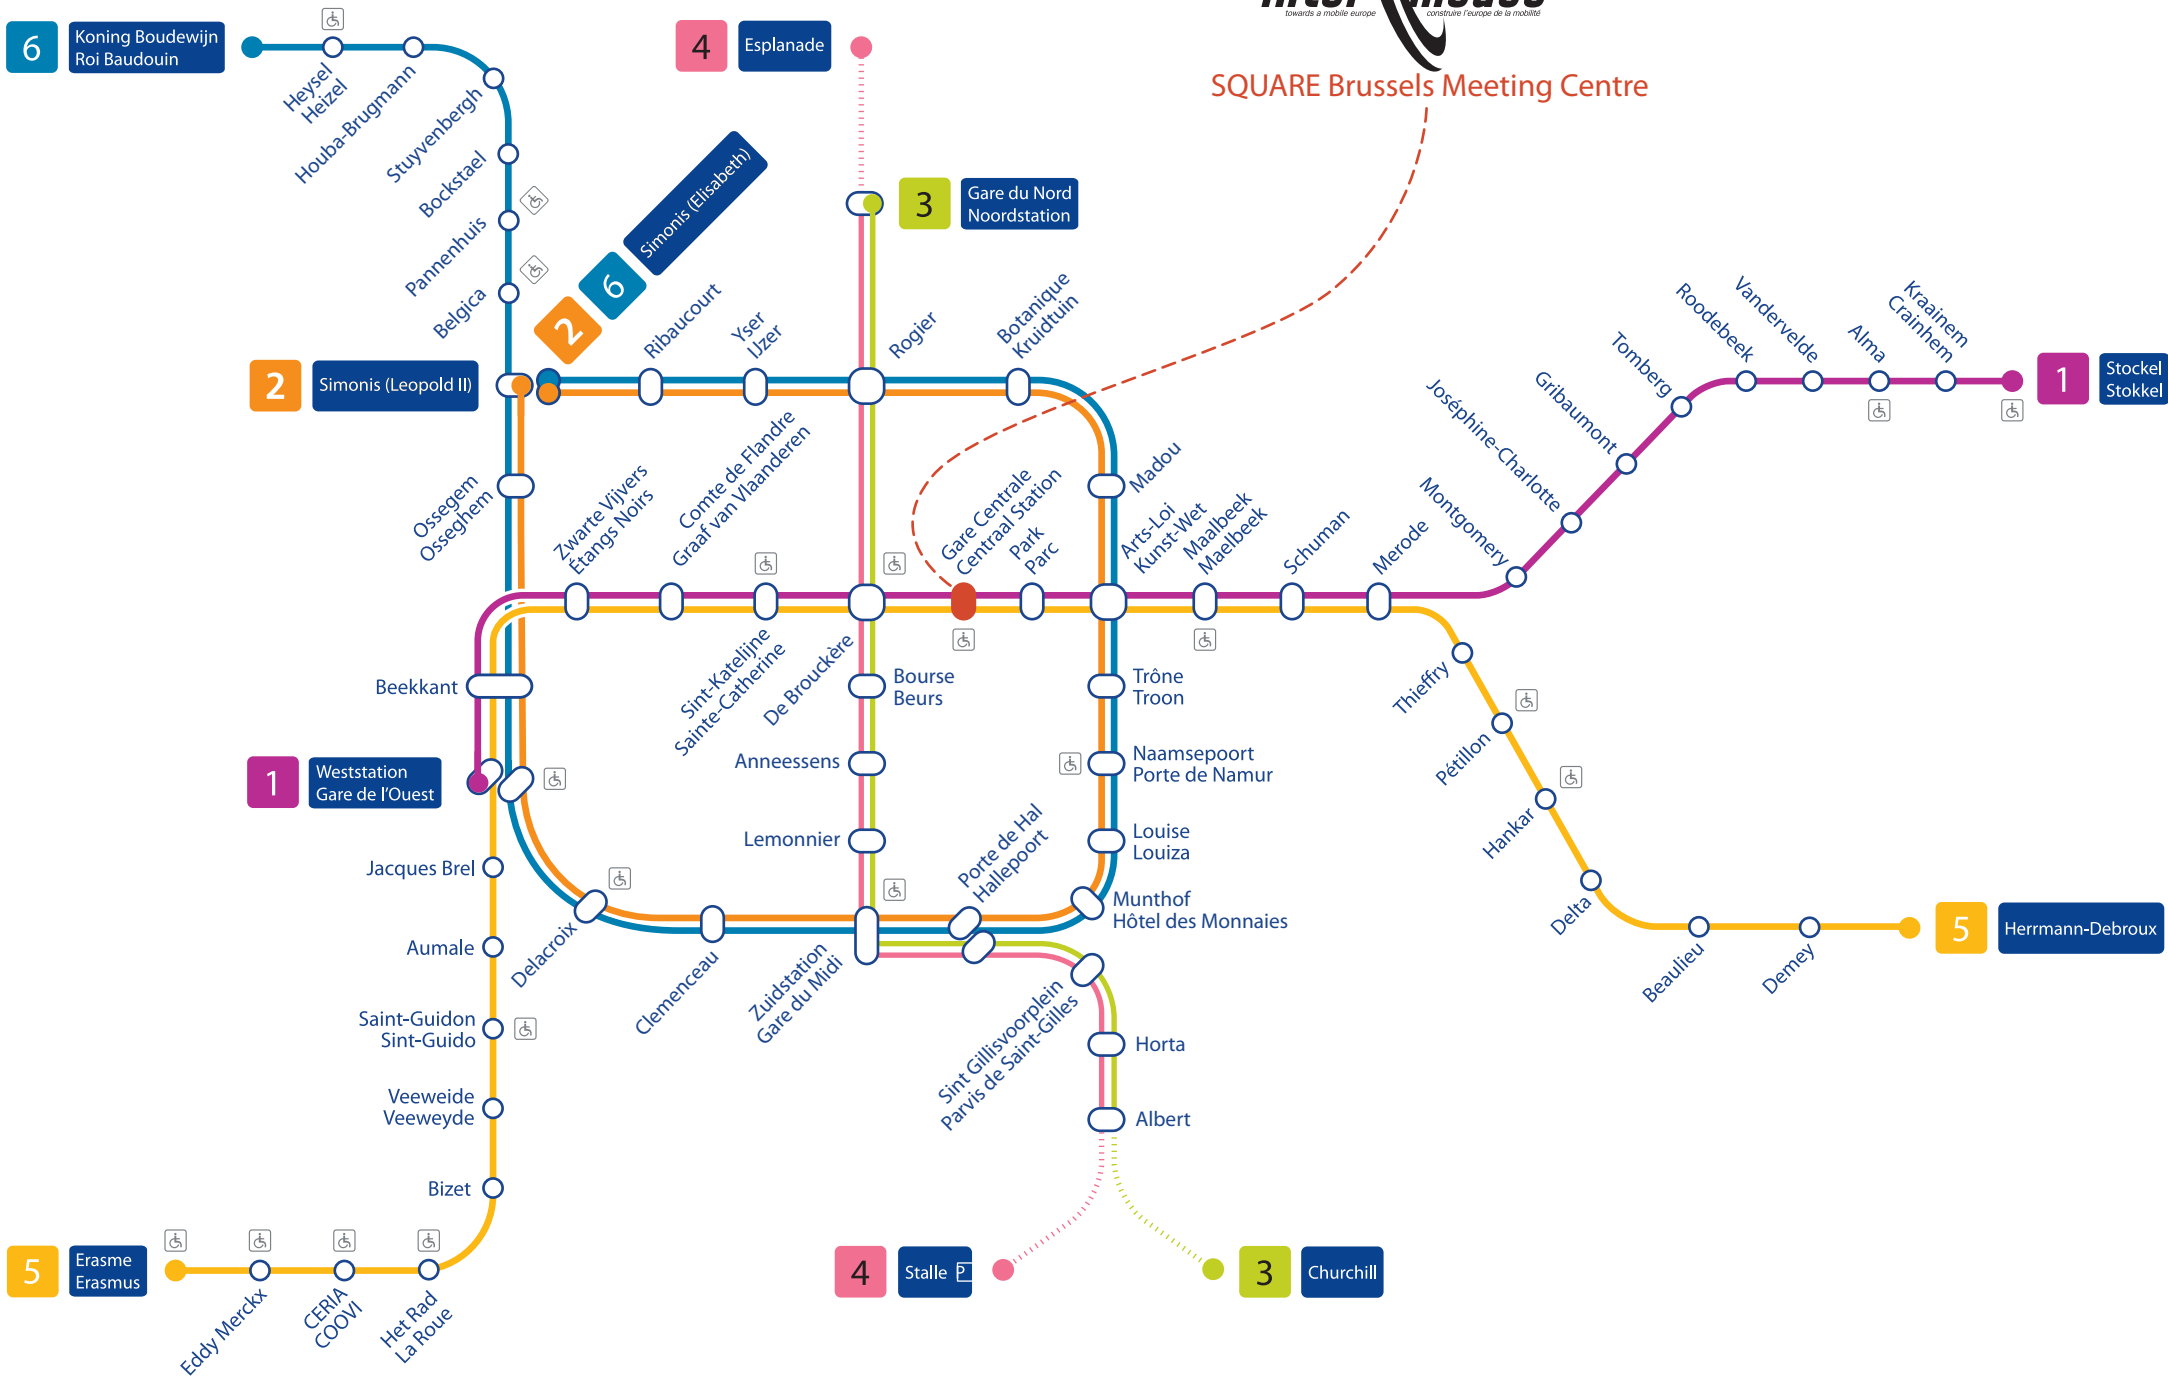 towards a mobile europe
construire l'europe de la mobilité
SQUARE Brussels Meeting Centre
6
Koning Boudewijn
Roi Baudouin
4
Esplanade
Heysel
Heizel
Houba-Brugmann
Stuyvenbergh
Bockstael
Pannenhuis
Belgica
3
Gare du Nord
Noordstation
2
6
Simonis (Elisabeth)
2
Simonis (Leopold II)
Ribaucourt
Yser
IJzer
Rogier
Botanique
Kruidtuin
Madou
Roodebeek
Vandervelde
Alma
Kraainem
Crainhem
1
Stockel
Stokkel
Tomberg
Gribaumont
Joséphine-Charlotte
Montgomery
Ossegem
Osseghem
Zwarte Vijvers
Étangs Noirs
Comte de Flandre
Graaf van Vlaanderen
Gare Centrale
Centraal Station
Park
Parc
Arts-Loi
Kunst-Wet
Maalbeek
Maelbeek
Schuman
Merode
Beekkant
Sint-Katelijne
Sainte-Catherine
De Brouckère
Bourse
Beurs
Trône
Troon
Thieffry
1
Weststation
Gare de l'Ouest
Anneessens
Naamsepoort
Porte de Namur
Pétillon
Jacques Brel
Lemonnier
Porte de Hal
Hallepoort
Louise
Louiza
Hankar
Munthof
Hôtel des Monnaies
Delta
Aumale
Delacroix
Clemenceau
Zuidstation
Gare du Midi
Beaulieu
Demey
5
Herrmann-Debroux
Saint-Guidon
Sint-Guido
Sint Gillisvoorplein
Parvis de Saint-Gilles
Horta
Veeweide
Veeweyde
Albert
Bizet
5
Erasme
Erasmus
Eddy Merckx
CERIA
COOVI
Het Rad
La Roue
4
Stalle P
3
Churchill